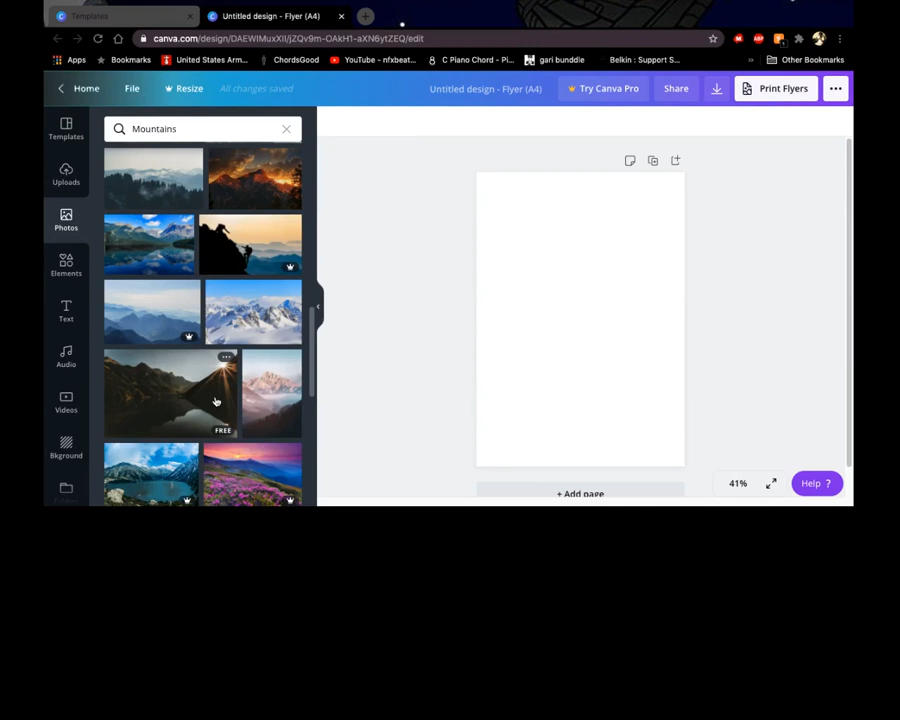 Templates
Untitled design - Flyer (A4)
canva.com/design/DAEWIMuxXII/jZQv9m-OAkH1-aXN6ytZEQ/edit
Apps
Bookmarks
United States Arm...
ChordsGood
YouTube - nfxbeat...
C Piano Chord - Pi...
gari bunddle
Belkin : Support S...
»
Other Bookmarks
Home
File
Resize
All changes saved
Untitled design - Flyer (A4)
Try Canva Pro
Share
Print Flyers
Templates
Uploads
Photos
Elements
Text
Audio
Videos
Bkground
Mountains
FREE
+ Add page
41%
Help ?